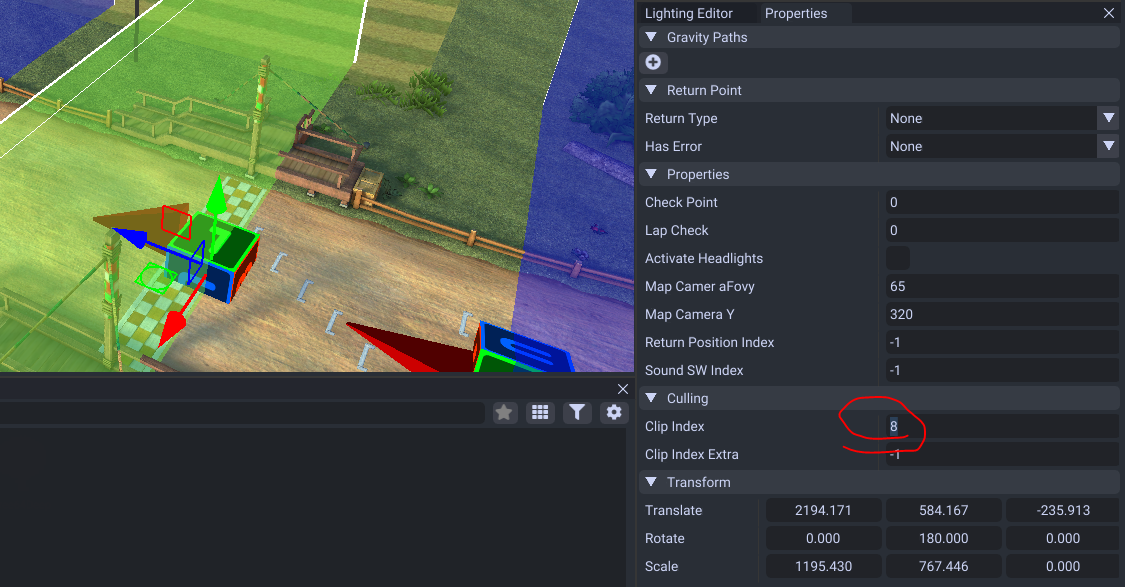 Lighting Editor Properties
Gravity Paths
Return Point
Return Type None
Has Error None
Properties
Check Point 0
Lap Check 0
Activate Headlights
Map Camer aFovy 65
Map Camera Y 320
Return Position Index -1
Sound SW Index -1
Culling
Clip Index 8
Clip Index Extra -1
Transform
Translate 2194.171 584.167 -235.913
Rotate 0.000 180.000 0.000
Scale 1195.430 767.446 0.000